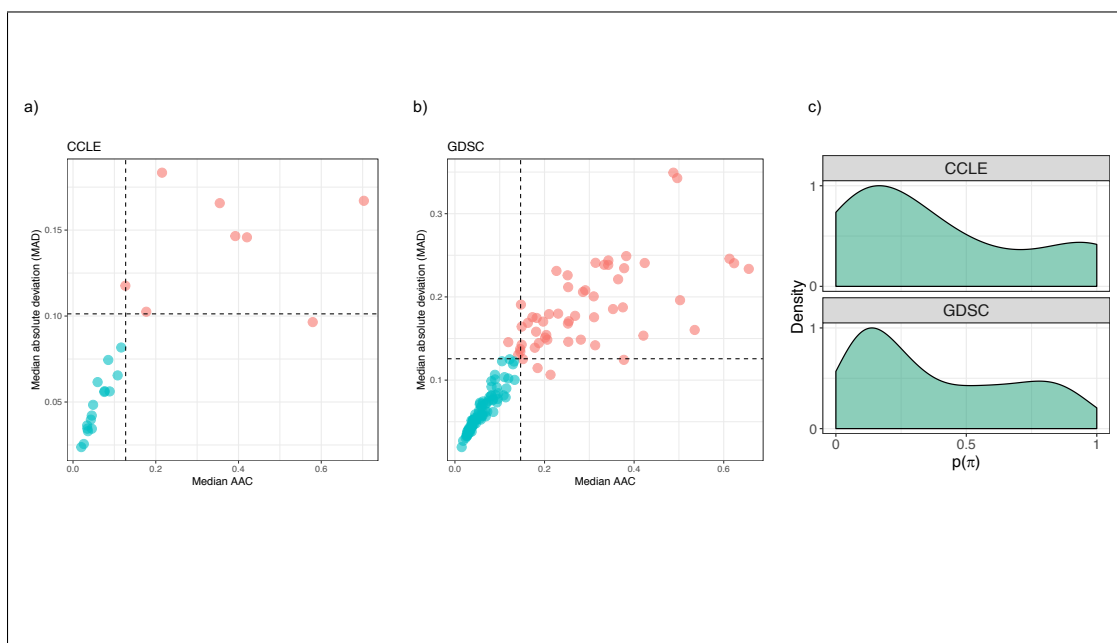 a)
CCLE
Median absolute deviation (MAD)
0.15
0.10
0.05
0.0
0.2
0.4
0.6
Median AAC
b)
GDSC
Median absolute deviation (MAD)
0.3
0.2
0.1
0.0
0.2
0.4
0.6
Median AAC
c)
CCLE
1
0
GDSC
1
0
Density
0
0.5
1
p(π)